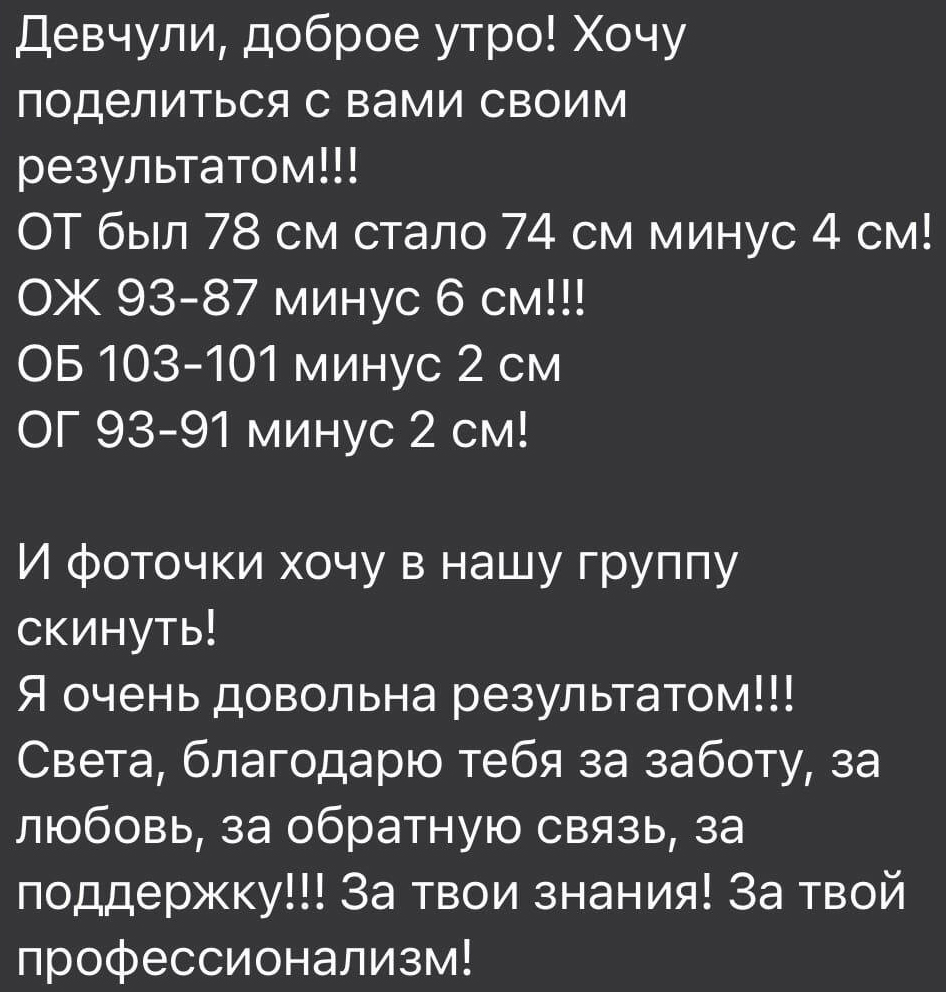 Девчули, доброе утро! Хочу
поделиться с вами своим
результатом!!!
ОТ был 78 см стало 74 см минус 4 см!
ОЖ 93-87 минус 6 см!!!
ОБ 103-101 минус 2 см
ОГ 93-91 минус 2 см!
И фоточки хочу в нашу группу
скинуть!
Я очень довольна результатом!!!
Света, благодарю тебя за заботу, за
любовь, за обратную связь, за
поддержку!!! За твои знания! За твой
профессионализм!